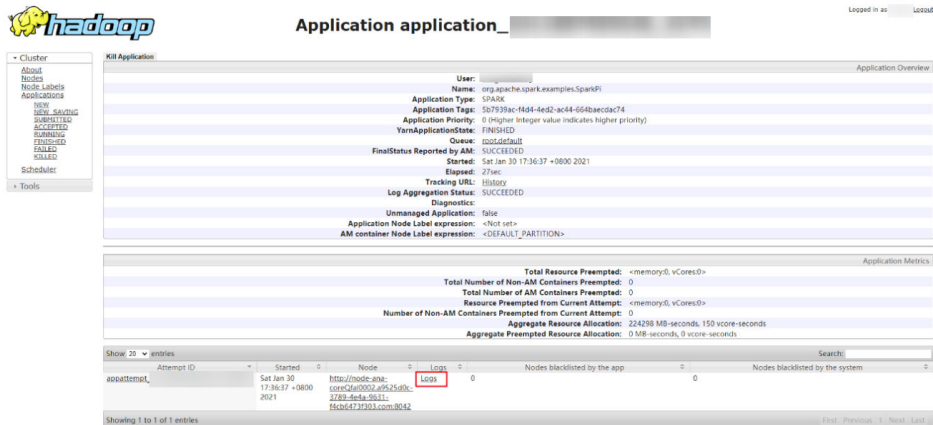 Logged in as Logout
hadoop
Application application_
Cluster
About
Nodes
Node Labels
Applications
NEW
NEW_SAVING
SUBMITTED
ACCEPTED
RUNNING
FINISHED
FAILED
KILLED
Scheduler
Tools
Kill Application
Application Overview
User:
Name: org.apache.spark.examples.SparkPi
Application Type: SPARK
Application Tags: 5b7939ac-f4d4-4ed2-ac44-664baecdac74
Application Priority: 0 (Higher Integer value indicates higher priority)
YarnApplicationState: FINISHED
Queue: root.default
FinalStatus Reported by AM: SUCCEEDED
Started: Sat Jan 30 17:36:37 +0800 2021
Elapsed: 27sec
Tracking URL: History
Log Aggregation Status: SUCCEEDED
Diagnostics:
Unmanaged Application: false
Application Node Label expression: <Not set>
AM container Node Label expression: <DEFAULT_PARTITION>
Application Metrics
Total Resource Preempted: <memory:0, vCores:0>
Total Number of Non-AM Containers Preempted: 0
Total Number of AM Containers Preempted: 0
Resource Preempted from Current Attempt: <memory:0, vCores:0>
Number of Non-AM Containers Preempted from Current Attempt: 0
Aggregate Resource Allocation: 224298 MB-seconds, 150 vcore-seconds
Aggregate Preempted Resource Allocation: 0 MB-seconds, 0 vcore-seconds
Show 20 entries Search:
Attempt ID Started Node Logs Nodes blacklisted by the app Nodes blacklisted by the system
appattempt_ Sat Jan 30 http://node-ana- Logs 0 0
17:36:37 +0800 coreQfal0002.a9525d0c-
2021 3789-4e4a-9631-
f4cb6473f303.com:8042
Showing 1 to 1 of 1 entries First Previous 1 Next Last